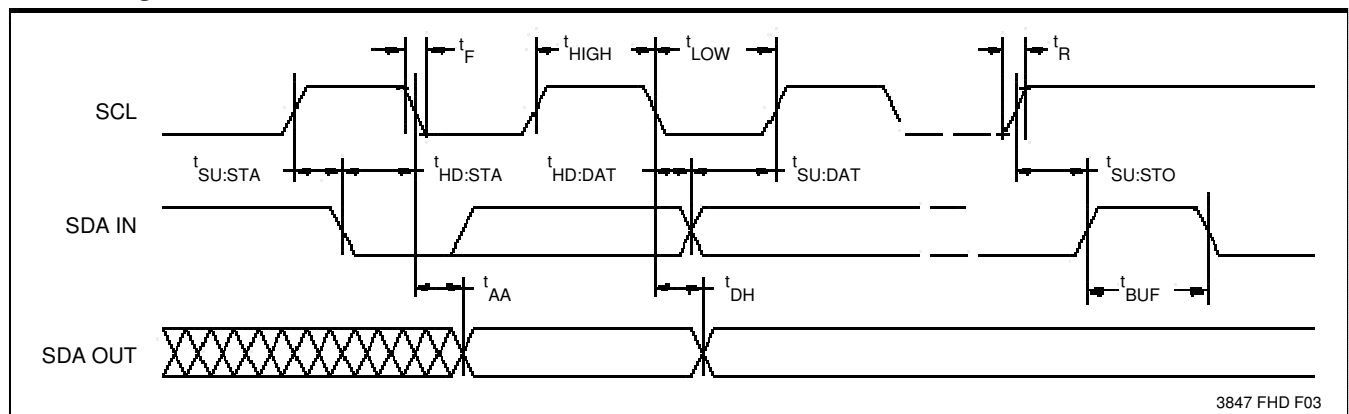 tF
tHIGH
tLOW
tR
SCL
tSU:STA
tHD:STA
tHD:DAT
tSU:DAT
tSU:STO
SDA IN
tAA
tDH
tBUF
SDA OUT
3847 FHD F03